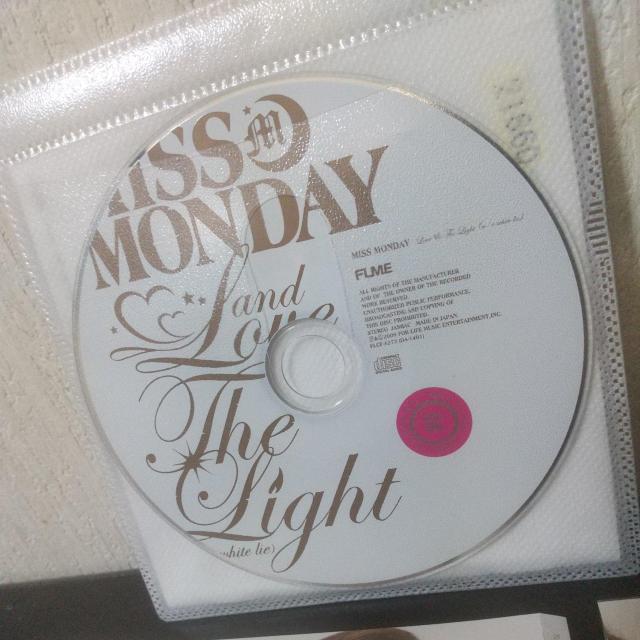 MISS M
MONDAY
Love
and
The
Light
(white lie)
MISS MONDAY
FLME
ALL RIGHTS OF THE MANUFACTURER
AND OF THE OWNER OF THE RECORDED
WORK RESERVED.
UNAUTHORIZED PUBLIC PERFORMANCE,
BROADCASTING AND COPYING OF
THIS DISC PROHIBITED.
STEREO JASRAC MADE IN JAPAN
FOR LIFE MUSIC ENTERTAINMENT, INC.